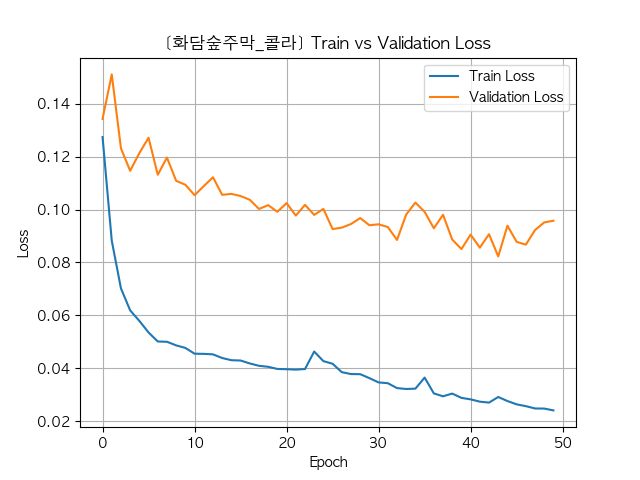 [화담숲주막_콜라] Train vs Validation Loss
Train Loss
Validation Loss
0.14
0.12
0.10
0.08
0.06
0.04
0.02
Loss
0
10
20
30
40
50
Epoch